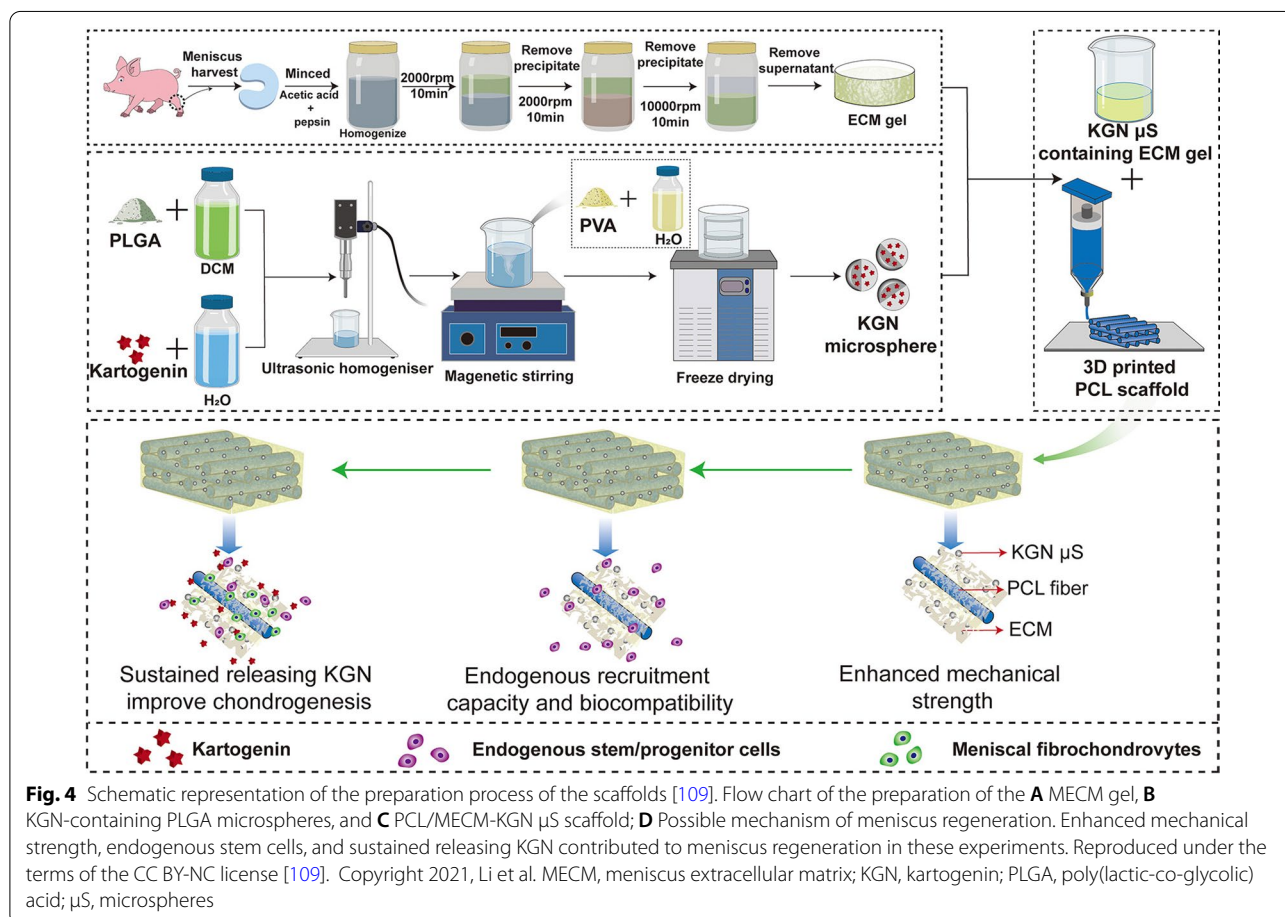 Meniscus
harvest
Minced
Acetic acid
+
pepsin
Homogenize
2000rpm
10min
Remove
precipitate
2000rpm
10min
Remove
precipitate
10000rpm
10min
Remove
supernatant
ECM gel
KGN µS
containing ECM gel
+
3D printed
PCL scaffold
PLGA
+
DCM
Kartogenin
+
H₂O
Ultrasonic homogeniser
PVA
+
H₂O
Magenetic stirring
Freeze drying
KGN
microsphere
KGN µS
PCL fiber
ECM
Sustained releasing KGN
improve chondrogenesis
Endogenous recruitment
capacity and biocompatibility
Enhanced mechanical
strength
Kartogenin
Endogenous stem/progenitor cells
Meniscal fibrochondrovytes
Fig. 4 Schematic representation of the preparation process of the scaffolds [109]. Flow chart of the preparation of the A MECM gel, B
KGN-containing PLGA microspheres, and C PCL/MECM-KGN µS scaffold; D Possible mechanism of meniscus regeneration. Enhanced mechanical
strength, endogenous stem cells, and sustained releasing KGN contributed to meniscus regeneration in these experiments. Reproduced under the
terms of the CC BY-NC license [109]. Copyright 2021, Li et al. MECM, meniscus extracellular matrix; KGN, kartogenin; PLGA, poly(lactic-co-glycolic)
acid; µS, microspheres